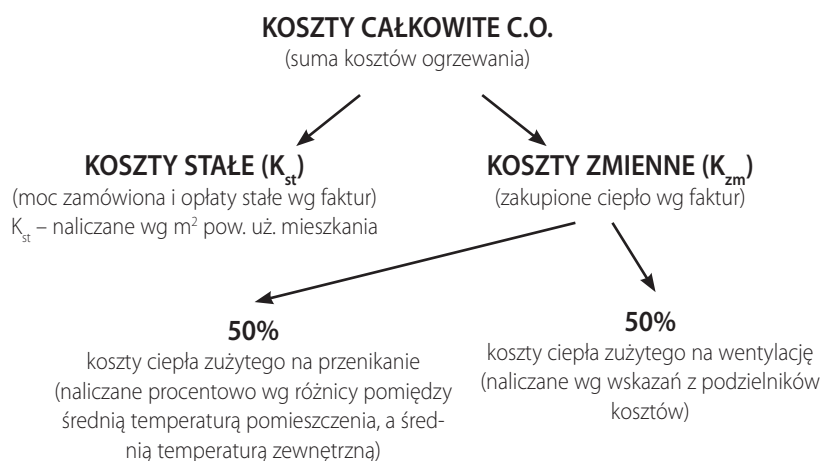 KOSZTY CAŁKOWITE C.O.
(suma kosztów ogrzewania)
KOSZTY STAŁE (Kst)
(moc zamówiona i opłaty stałe wg faktur)
Kst – naliczane wg m² pow. uż. mieszkania
KOSZTY ZMIENNE (Kzm)
(zakupione ciepło wg faktur)
50%
koszty ciepła zużytego na przenikanie
(naliczane procentowo wg różnicy pomiędzy
średnią temperaturą pomieszczenia, a śred-
nią temperaturą zewnętrzną)
50%
koszty ciepła zużytego na wentylację
(naliczane wg wskazań z podzielników
kosztów)